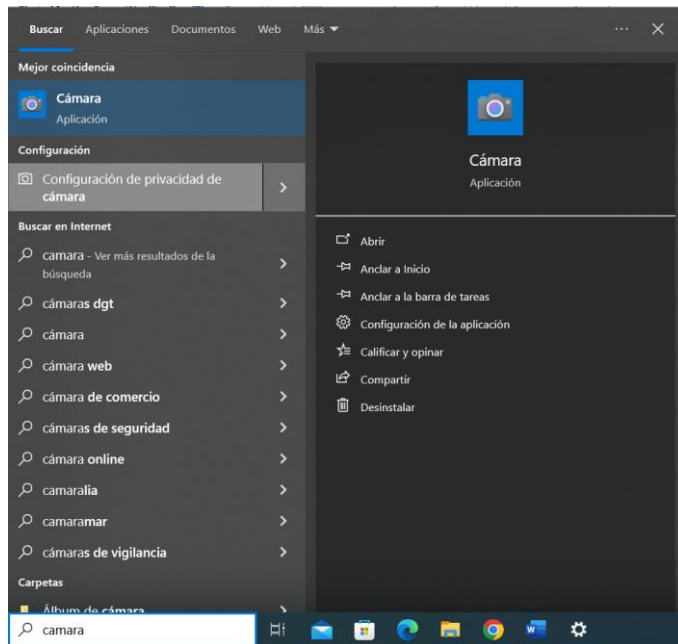 Buscar Aplicaciones Documentos Web Más
Mejor coincidencia
Cámara
Aplicación
Configuración
Configuración de privacidad de
cámara
Buscar en Internet
camara - Ver más resultados de la
búsqueda
cámaras dgt
cámara
cámara web
cámara de comercio
cámaras de seguridad
cámara online
camaralia
camaramar
cámaras de vigilancia
Carpetas
Álbum de cámara
camara
Cámara
Aplicación
Abrir
Anclar a Inicio
Anclar a la barra de tareas
Configuración de la aplicación
Calificar y opinar
Compartir
Desinstalar